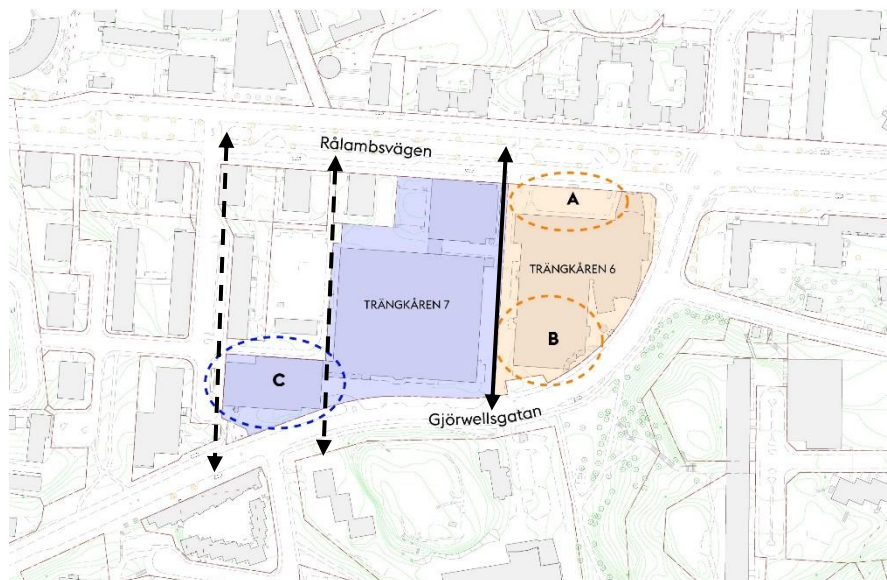 Rålambsvägen
A
TRÄNGKÅREN 6
TRÄNGKÅREN 7
B
C
Gjörwellsgatan